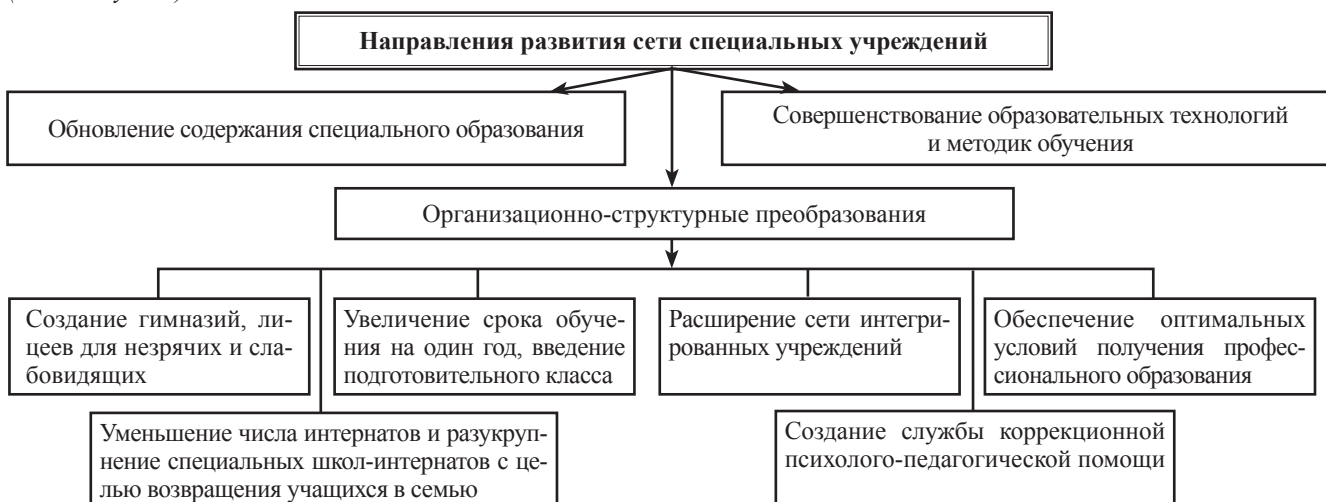 Направления развития сети специальных учреждений
Обновление содержания специального образования
Совершенствование образовательных технологий
и методик обучения
Организационно-структурные преобразования
Создание гимназий, ли-
цеев для незрячих и сла-
бовидящих
Увеличение срока обуче-
ния на один год, введение
подготовительного класса
Расширение сети интегри-
рованных учреждений
Обеспечение оптимальных
условий получения профес-
сионального образования
Уменьшение числа интернатов и разукруп-
нение специальных школ-интернатов с це-
лью возвращения учащихся в семью
Создание службы коррекционной
психолого-педагогической помощи